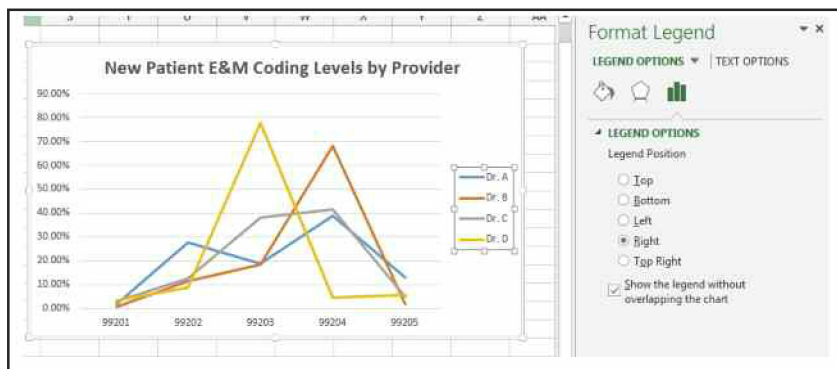 S T U V W X Y Z AA
New Patient E&M Coding Levels by Provider
90.00%
80.00%
70.00%
60.00%
50.00%
40.00%
30.00%
20.00%
10.00%
0.00%
99201 99202 99203 99204 99205
Dr. A
Dr. B
Dr. C
Dr. D
Format Legend
LEGEND OPTIONS TEXT OPTIONS
LEGEND OPTIONS
Legend Position
Top
Bottom
Left
Right
Top Right
Show the legend without
overlapping the chart